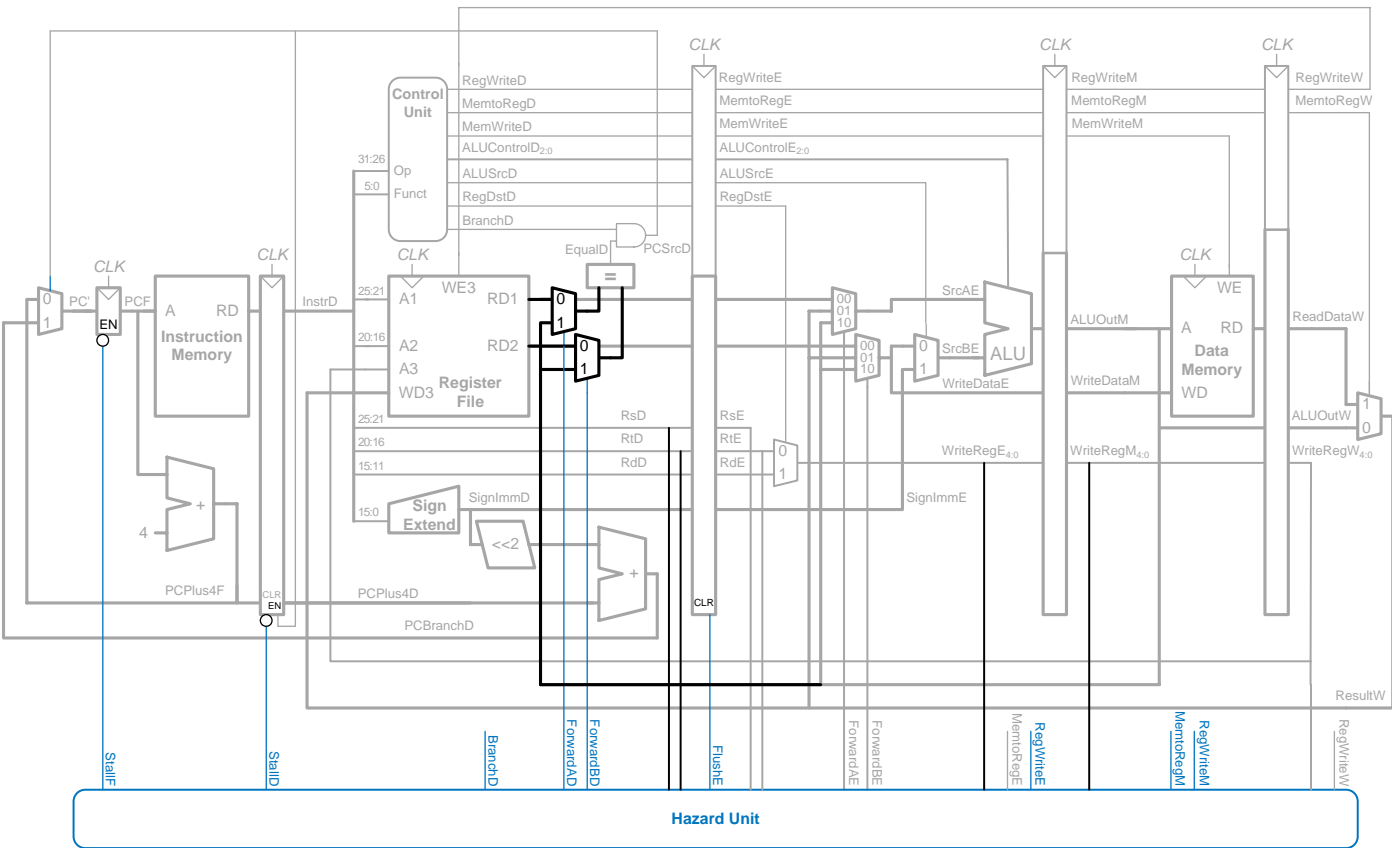 CLK CLK CLK
RegWriteD RegWriteE RegWriteM RegWriteW
Control
Unit
MemtoRegD MemtoRegE MemtoRegM MemtoRegW
MemWriteD MemWriteE MemWriteM
ALUControlD2:0 ALUControlE2:0
31:26 Op
ALUSrcD ALUSrcE
5:0 Funct
RegDstD RegDstE
BranchD
EqualD PCSrcD
CLK CLK CLK CLK
=
WE3 WE
0 PC' PCF A RD InstrD 25:21 A1 RD1 0 00 SrcAE
1 EN 1 01
10
Instruction
Memory
ALUOutM A RD ReadDataW
20:16 A2 RD2 0 00 0 SrcBE ALU
1 01 1
10
Data
Memory
A3
WD3 Register
File
WriteDataE WriteDataM WD
1
0
25:21 RsD RsE ALUOutW
20:16 RtD RtE 0 WriteRegE4:0 WriteRegM4:0 WriteRegW4:0
15:11 RdD RdE 1
15:0 Sign
Extend
SignImmD SignImmE
+
4
<<2
+
PCPlus4F CLR
EN
PCPlus4D CLR
PCBranchD
ResultW
StallF
StallD
BranchD
ForwardAD
ForwardBD
FlushE
ForwardAE
ForwardBE
MemtoRegE
RegWriteE
MemtoRegM
RegWriteM
RegWriteW
Hazard Unit